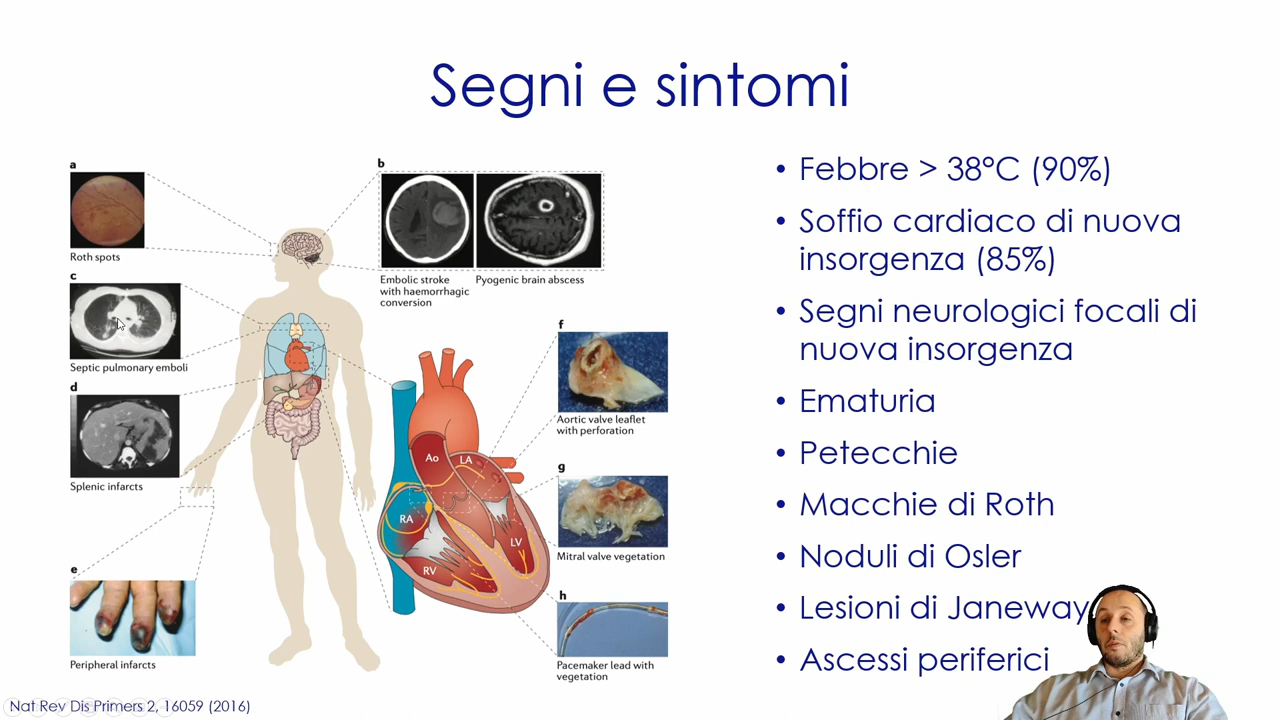 Segni e sintomi
a
Roth spots
b
Embolic stroke
with haemorrhagic
conversion
Pyogenic brain abscess
c
Septic pulmonary emboli
d
Splenic infarcts
e
Peripheral infarcts
f
Aortic valve leaflet
with perforation
g
Mitral valve vegetation
h
Pacemaker lead with
vegetation
Ao
LA
RA
LV
RV
• Febbre > 38°C (90%)
• Soffio cardiaco di nuova
insorgenza (85%)
• Segni neurologici focali di
nuova insorgenza
• Ematuria
• Petecchie
• Macchie di Roth
• Noduli di Osler
• Lesioni di Janeway
• Ascessi periferici
Nat Rev Dis Primers 2, 16059 (2016)